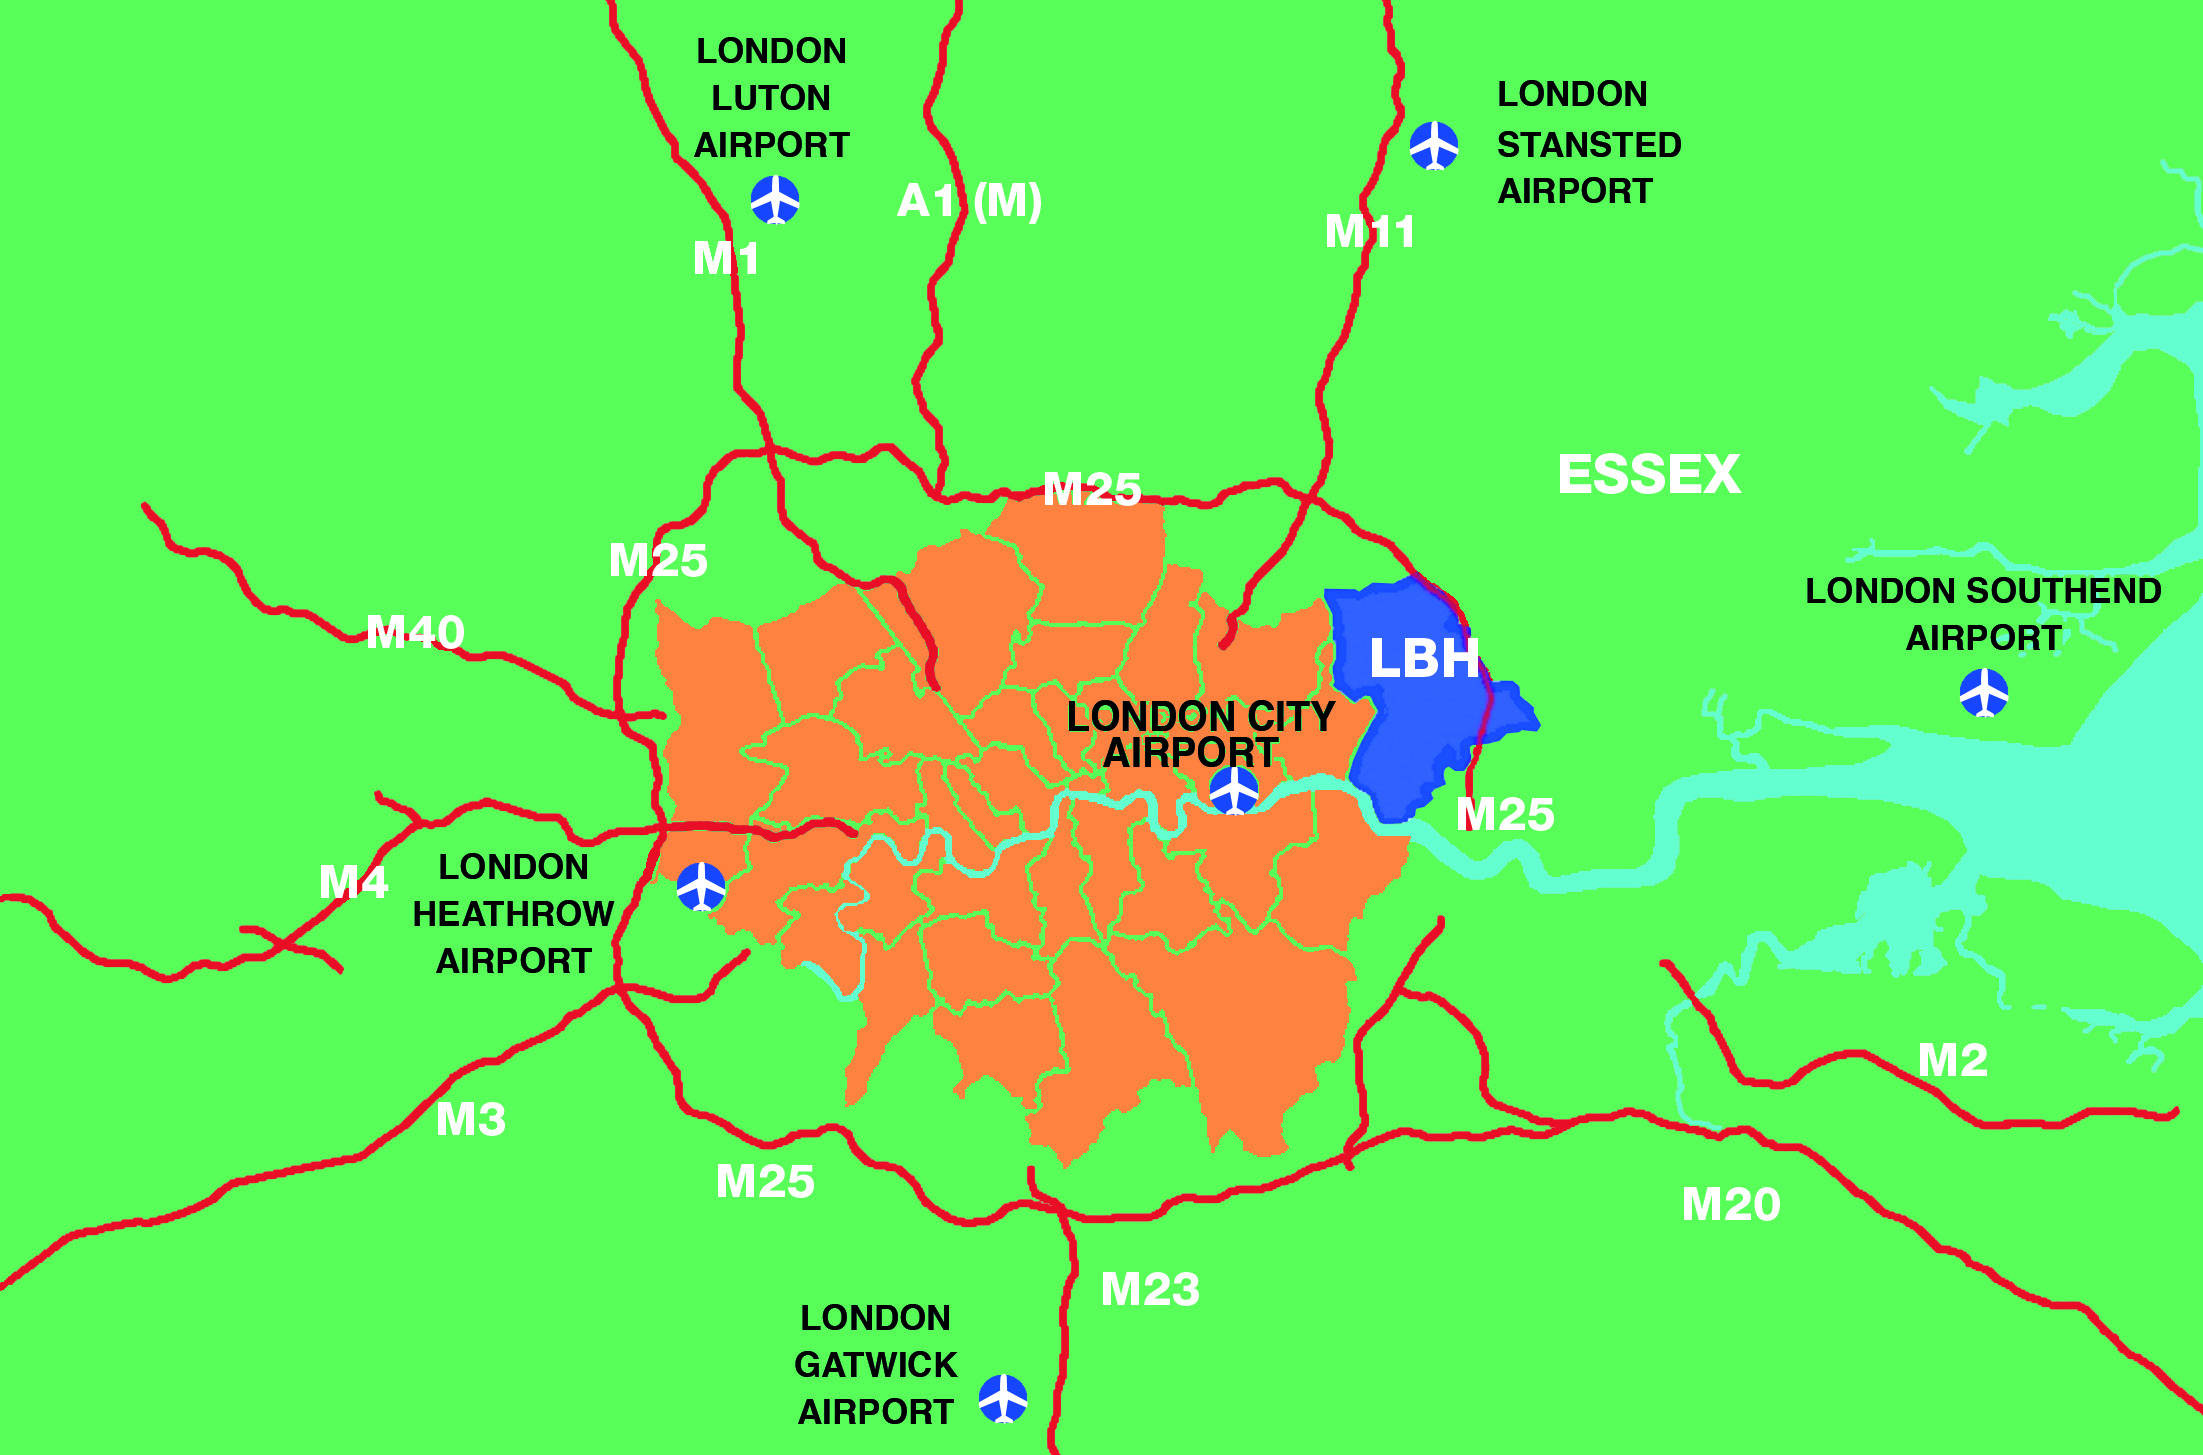 LONDON
LUTON
AIRPORT
LONDON
STANSTED
AIRPORT
A1 (M)
M11
M1
ESSEX
M25
M25
LONDON SOUTHEND
AIRPORT
M40
LBH
LONDON CITY
AIRPORT
M25
LONDON
HEATHROW
AIRPORT
M4
M2
M3
M25
M20
M23
LONDON
GATWICK
AIRPORT